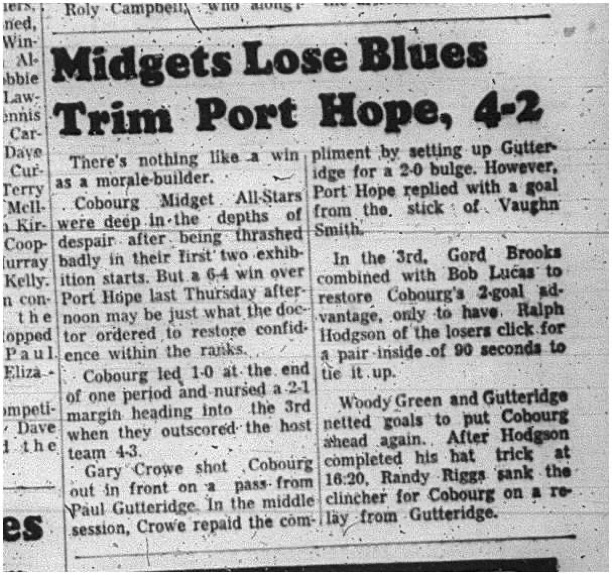 Roly Campbell, who along
Midgets Lose Blues
Trim Port Hope, 4-2
There's nothing like a win
as a morale-builder.
Cobourg Midget All-Stars
were deep in the depths of
despair after being thrashed
badly in their first two exhib-
ition starts. But a 6-4 win over
Port Hope last Thursday after-
noon may be just what the doc-
tor ordered to restore confid-
ence within the ranks.
Cobourg led 1-0 at the end
of one period and nursed a 2-1
margin heading into the 3rd
when they outscored the host
team 4-3.
Gary Crowe shot Cobourg
out in front on a pass from
Paul Gutteridge. In the middle
session, Crowe repaid the com-
pliment by setting up Gutter-
idge for a 2-0 bulge. However,
Port Hope replied with a goal
from the stick of Vaughn
Smith.
In the 3rd, Gord Brooks
combined with Bob Lucas to
restore Cobourg's 2-goal ad-
vantage, only to have Ralph
Hodgson of the losers click for
a pair inside of 90 seconds to
tie it up.
Woody Green and Gutteridge
netted goals to put Cobourg
ahead again. After Hodgson
completed his hat trick at
16:20, Randy Riggs sank the
clincher for Cobourg on a re-
lay from Gutteridge.
ned,
Win-
Al-
bbie
Law-
ennis
Car-
Dave
Cur-
Terry
McIl-
Kir-
Coop-
urray
Kelly.
n con-
the
opped
Paul
Eliza-
ompeti-
Dave
d the
es